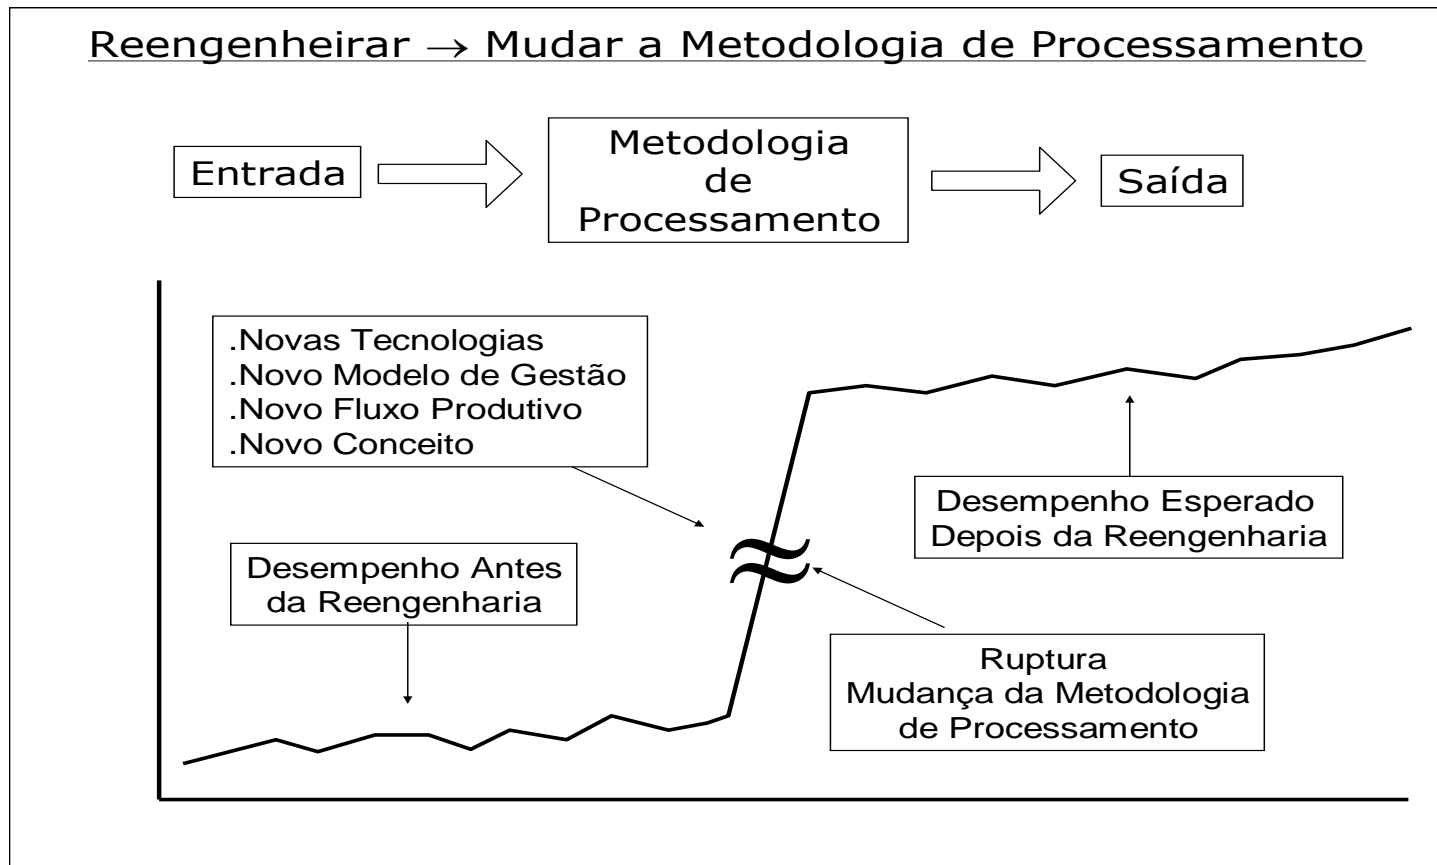 Reengenheirar → Mudar a Metodologia de Processamento
Entrada
Metodologia
de
Processamento
Saída
.Novas Tecnologias
.Novo Modelo de Gestão
.Novo Fluxo Produtivo
.Novo Conceito
Desempenho Esperado
Depois da Reengenharia
Desempenho Antes
da Reengenharia
Ruptura
Mudança da Metodologia
de Processamento